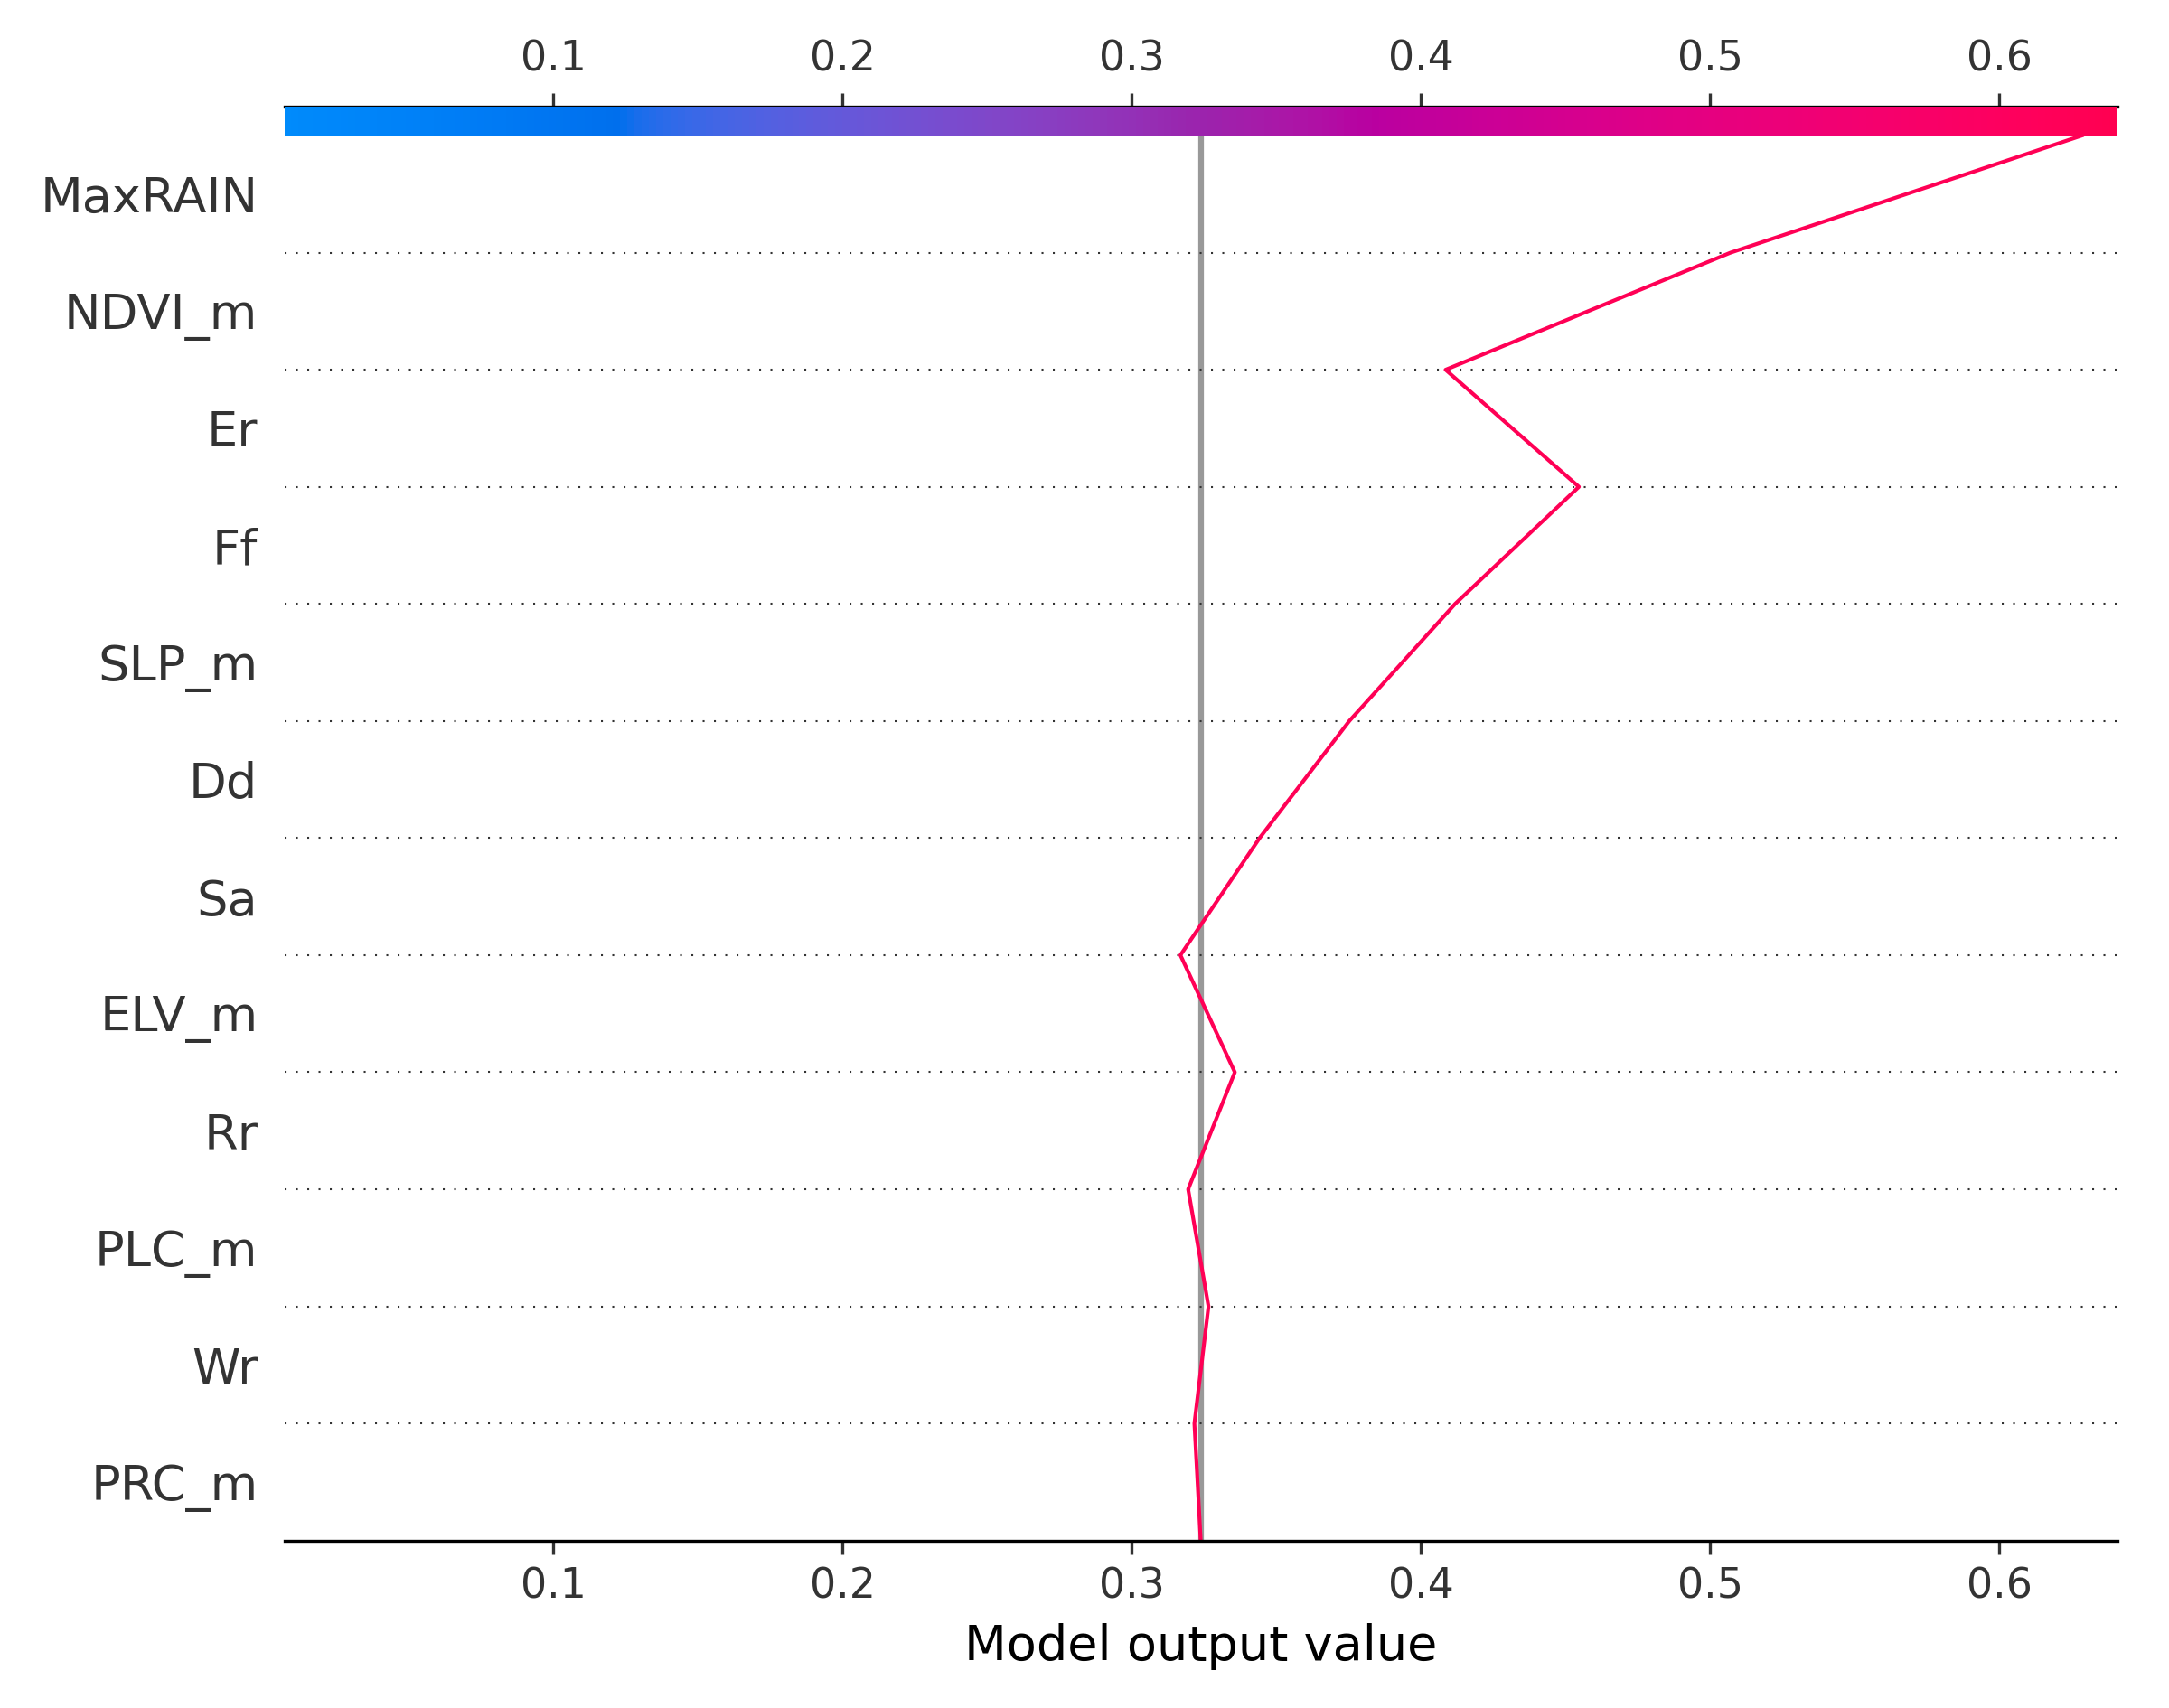 0.1 0.2 0.3 0.4 0.5 0.6
MaxRAIN
NDVI_m
Er
Ff
SLP_m
Dd
Sa
ELV_m
Rr
PLC_m
Wr
PRC_m
0.1 0.2 0.3 0.4 0.5 0.6
Model output value